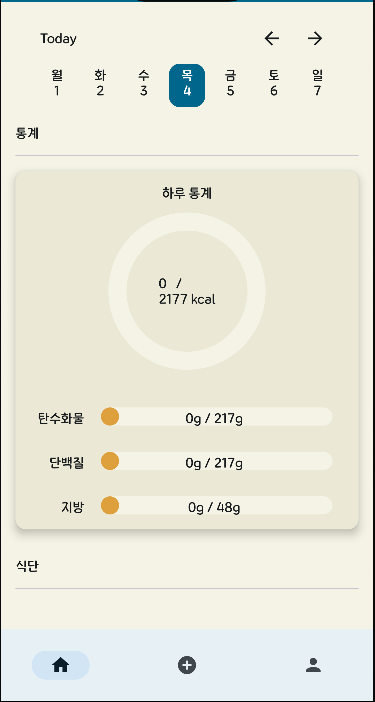 Today
월 화 수 목 금 토 일
1 2 3 4 5 6 7
통계
하루 통계
0 /
2177 kcal
탄수화물 0g / 217g
단백질 0g / 217g
지방 0g / 48g
식단